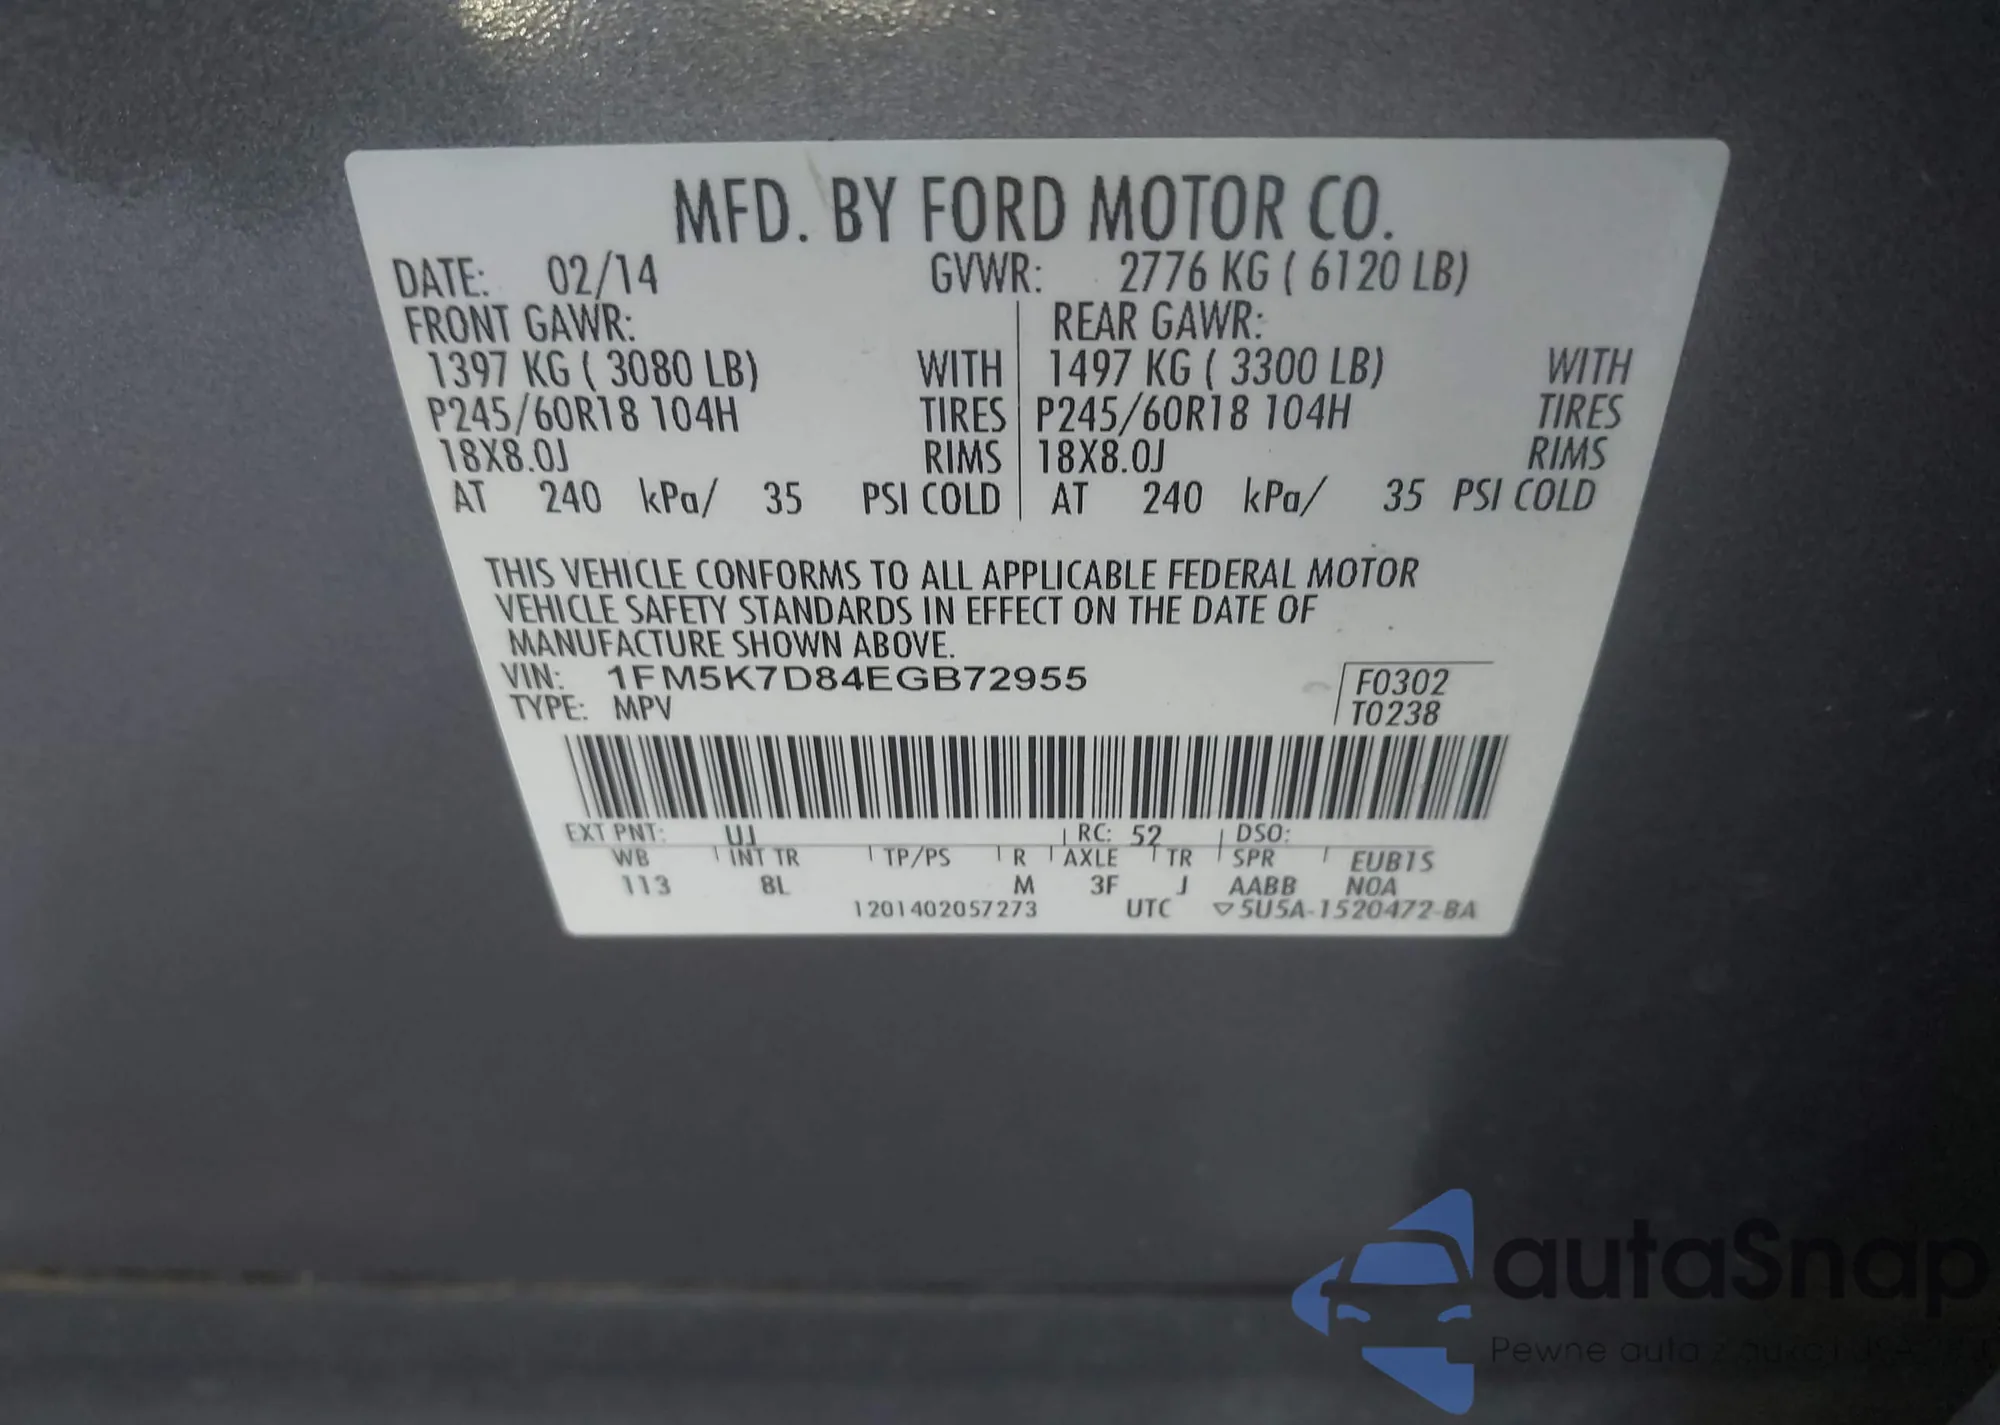 MFD. BY FORD MOTOR CO.
DATE: 02/14 GVWR: 2776 KG ( 6120 LB)
FRONT GAWR: REAR GAWR:
1397 KG ( 3080 LB) WITH 1497 KG ( 3300 LB) WITH
P245/60R18 104H TIRES P245/60R18 104H TIRES
18X8.0J RIMS 18X8.0J RIMS
AT 240 kPa/ 35 PSI COLD AT 240 kPa/ 35 PSI COLD
THIS VEHICLE CONFORMS TO ALL APPLICABLE FEDERAL MOTOR
VEHICLE SAFETY STANDARDS IN EFFECT ON THE DATE OF
MANUFACTURE SHOWN ABOVE.
VIN: 1FM5K7D84EGB72955 F0302
TYPE: MPV T0238
EXT PNT: UJ RC: 52 DSO:
WB INT TR TP/PS R AXLE TR SPR EUB1S
113 8L M 3F J AABB NOA
1201402057273 UTC ▽5U5A-1520472-BA
autaSnap
Pewne auta z